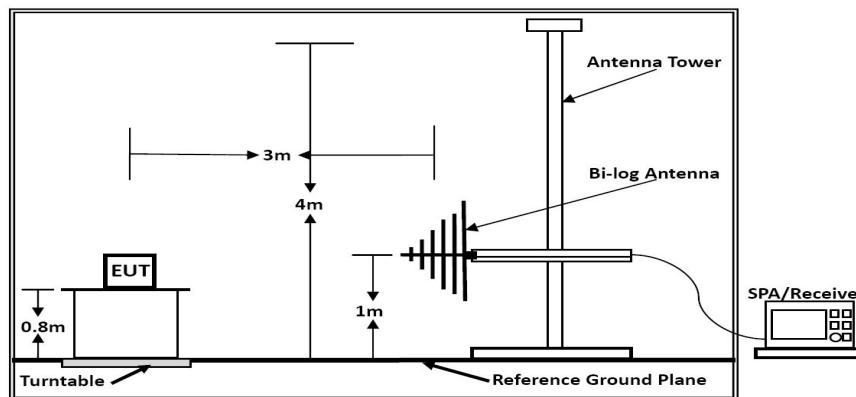 Antenna Tower
3m
Bi-log Antenna
4m
EUT
1m
SPA/Receive
0.8m
Turntable
Reference Ground Plane